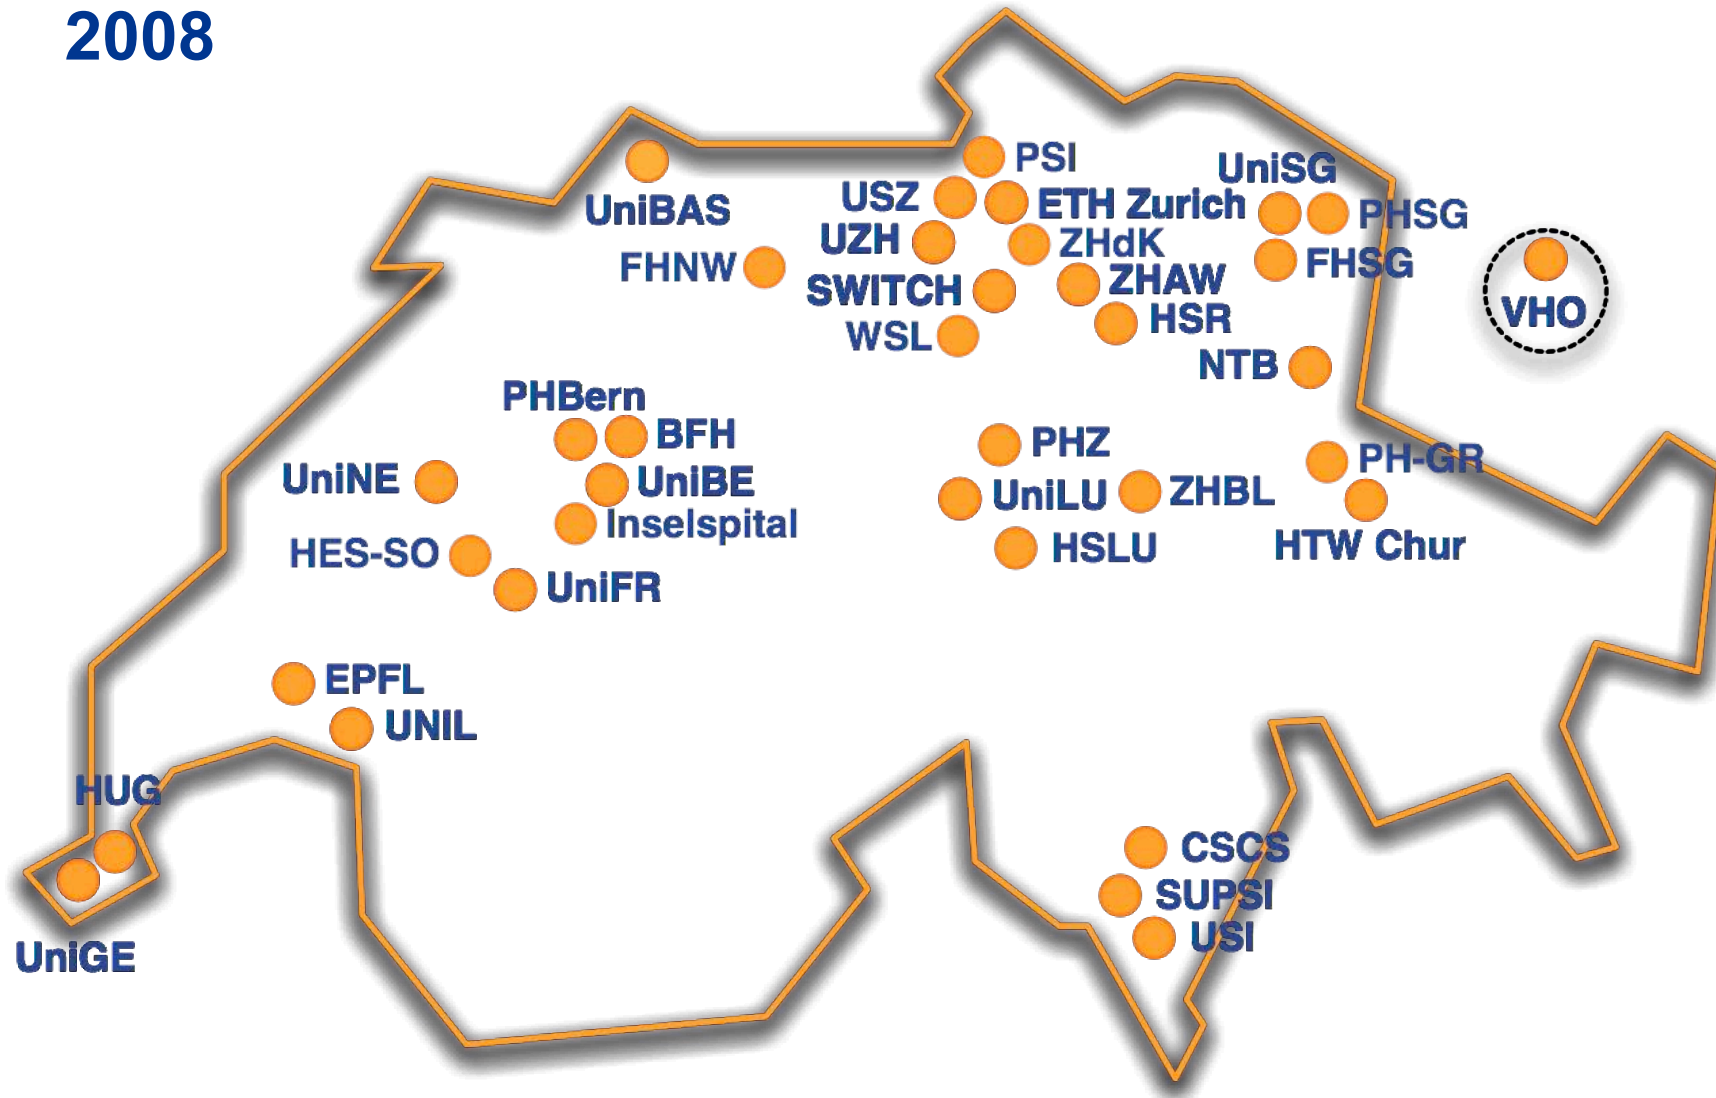 2008
PSI
UniSG
USZ
ETH Zurich
PHSG
UniBAS
UZH
ZHdK
FHNW
FHSG
ZHAW
SWITCH
VHO
HSR
WSL
NTB
PHBern
BFH
PHZ
PH-GR
UniNE
UniBE
UniLU
ZHBL
Inselspital
HES-SO
HSLU
HTW Chur
UniFR
EPFL
UNIL
HUG
CSCS
SUPSI
USI
UniGE